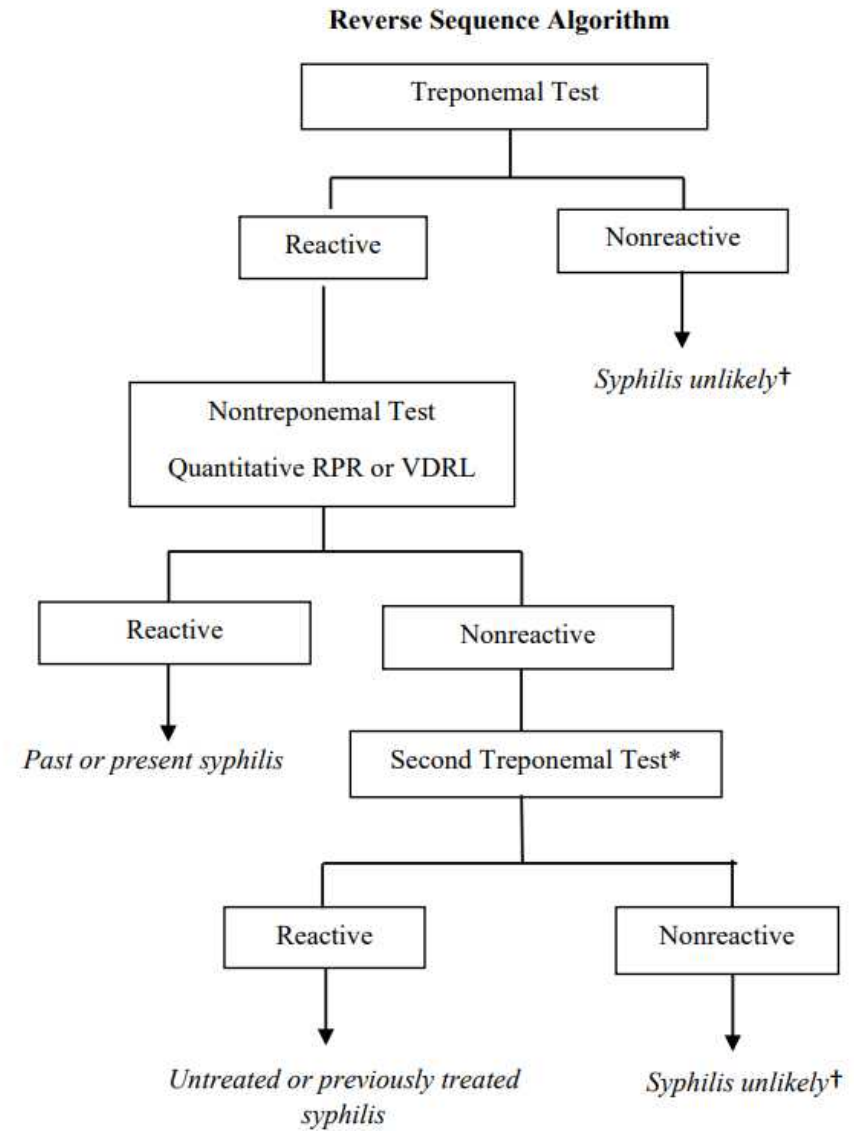 Reverse Sequence Algorithm
Treponemal Test
Reactive
Nonreactive
Syphilis unlikely†
Nontreponemal Test
Quantitative RPR or VDRL
Reactive
Nonreactive
Past or present syphilis
Second Treponemal Test*
Reactive
Nonreactive
Untreated or previously treated
syphilis
Syphilis unlikely†